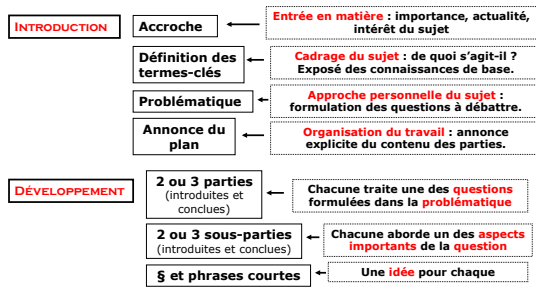 INTRODUCTION
Accroche
Entrée en matière : importance, actualité,
intérêt du sujet
Définition des
termes-clés
Cadrage du sujet : de quoi s’agit-il ?
Exposé des connaissances de base.
Problématique
Approche personnelle du sujet :
formulation des questions à débattre.
Annonce du
plan
Organisation du travail : annonce
explicite du contenu des parties.
DÉVELOPPEMENT
2 ou 3 parties
(introduites et
conclues)
Chacune traite une des questions
formulées dans la problématique
2 ou 3 sous-parties
(introduites et conclues)
Chacune aborde un des aspects
importants de la question
§ et phrases courtes
Une idée pour chaque